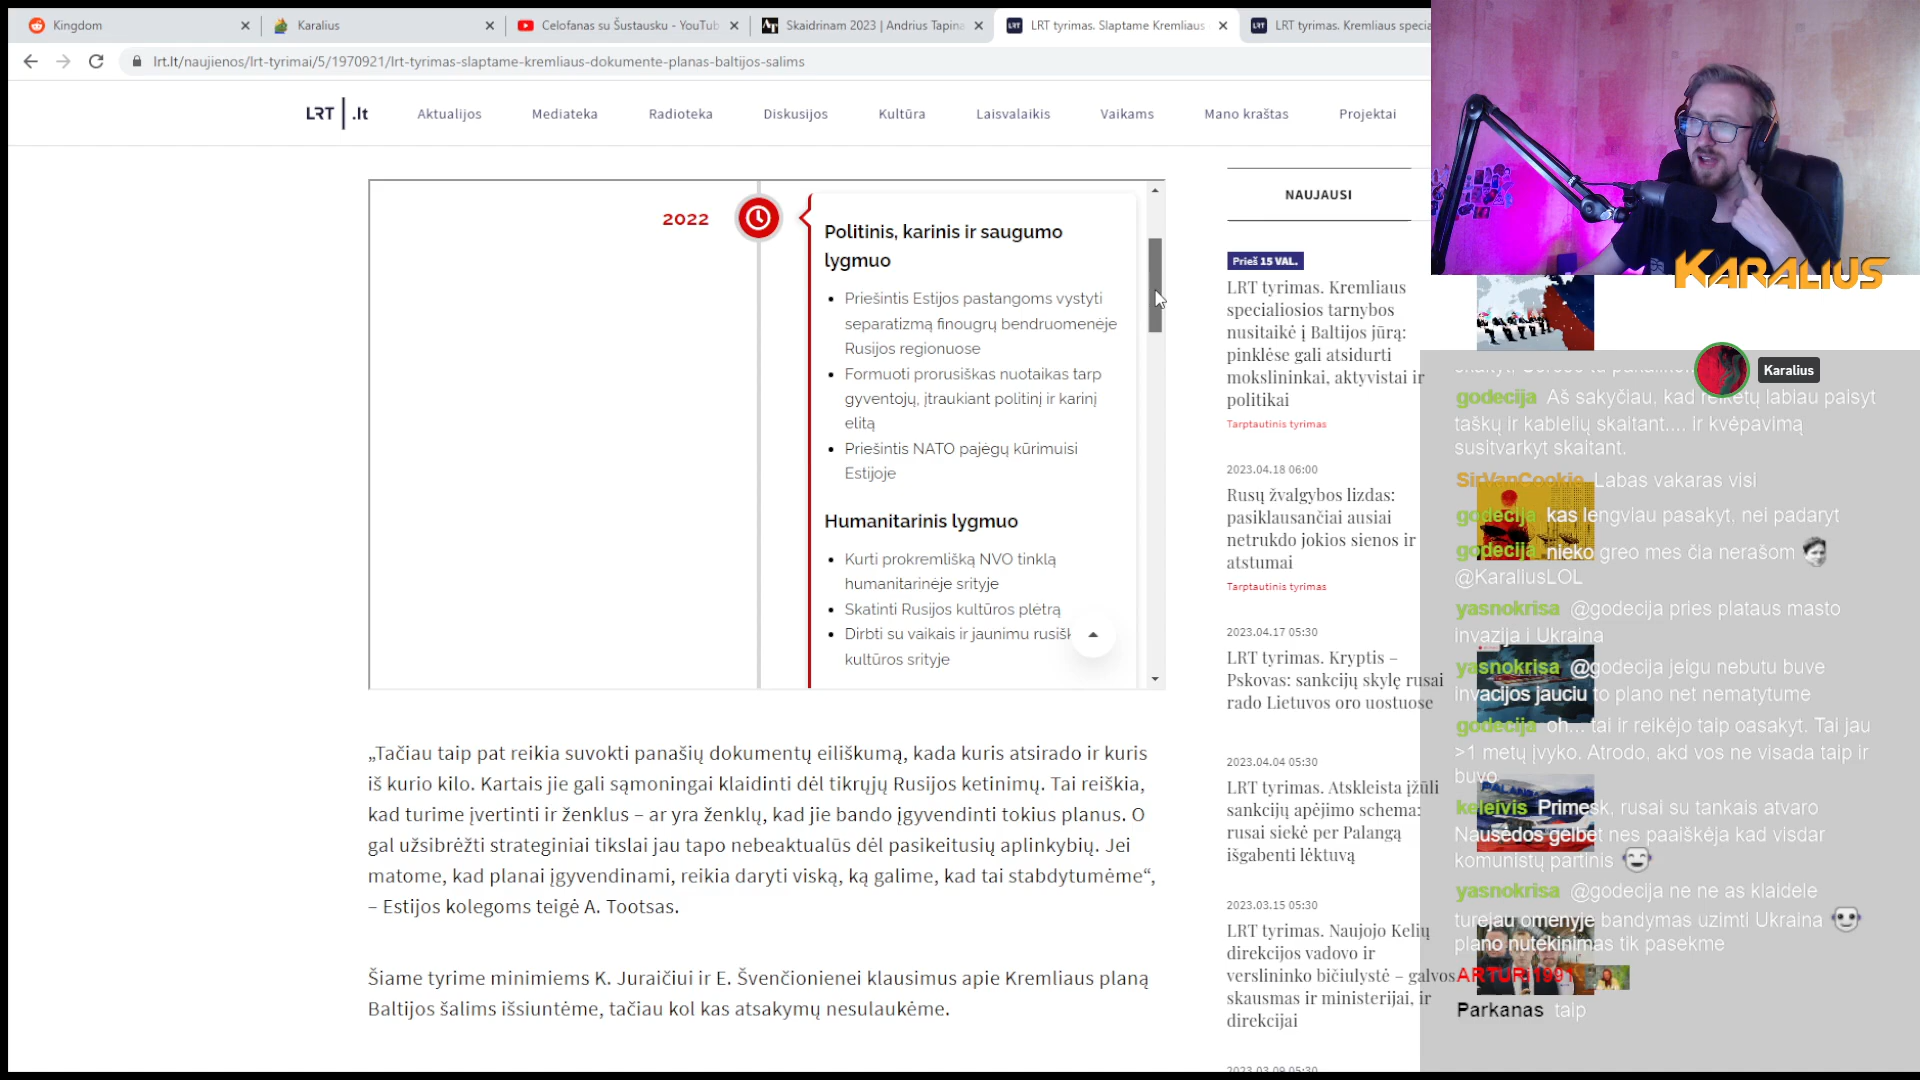 Kingdom
Karalius
Celofanas su Šustausku - YouTub
Skaidrinam 2023 | Andrius Tapina
LRT tyrimas. Slaptame Kremliaus
LRT tyrimas. Kremliaus specia
lrt.lt/naujienos/lrt-tyrimai/5/1970921/lrt-tyrimas-slaptame-kremliaus-dokumente-planas-baltijos-salims
LRT .lt
Aktualijos
Mediateka
Radioteka
Diskusijos
Kultūra
Laisvalaikis
Vaikams
Mano kraštas
Projektai
2022
Politinis, karinis ir saugumo
lygmuo
Priešintis Estijos pastangoms vystyti
separatizmą finougrų bendruomenėje
Rusijos regionuose
Formuoti prorusiškas nuotaikas tarp
gyventojų, įtraukiant politinį ir karinį
elitą
Priešintis NATO pajėgų kūrimuisi
Estijoje
Humanitarinis lygmuo
Kurti prokremlišką NVO tinklą
humanitarinėje srityje
Skatinti Rusijos kultūros plėtrą
Dirbti su vaikais ir jaunimu rusišk
kultūros srityje
„Tačiau taip pat reikia suvokti panašių dokumentų eiliškumą, kada kuris atsirado ir kuris
iš kurio kilo. Kartais jie gali sąmoningai klaidinti dėl tikrųjų Rusijos ketinimų. Tai reiškia,
kad turime įvertinti ir ženklus – ar yra ženklų, kad jie bando įgyvendinti tokius planus. O
gal užsibrėžti strateginiai tikslai jau tapo nebeaktualūs dėl pasikeitusių aplinkybių. Jei
matome, kad planai įgyvendinami, reikia daryti viską, ką galime, kad tai stabdytumėme“,
– Estijos kolegoms teigė A. Tootsas.
Šiame tyrime minimiems K. Juraičiui ir E. Švenčionienei klausimus apie Kremliaus planą
Baltijos šalims išsiuntėme, tačiau kol kas atsakymų nesulaukėme.
NAUJAUSI
Prieš 15 VAL.
LRT tyrimas. Kremliaus
specialiosios tarnybos
nusitaikė į Baltijos jūrą:
pinklėse gali atsidurti
mokslininkai, aktyvistai ir
politikai
Tarptautinis tyrimas
2023.04.18 06:00
Rusų žvalgybos lizdas:
pasiklausančiai ausiai
netrukdo jokios sienos ir
atstumai
Tarptautinis tyrimas
2023.04.17 05:30
LRT tyrimas. Kryptis –
Pskovas: sankcijų skylę rusai
rado Lietuvos oro uostuose
2023.04.04 05:30
LRT tyrimas. Atskleista įžūli
sankcijų apėjimo schema:
rusai siekė per Palangą
išgabenti lėktuvą
2023.03.15 05:30
LRT tyrimas. Naujojo Kelių
direkcijos vadovo ir
verslininko bičiulystė – galvos
skausmas ir ministerijai, ir
direkcijai
2023.03.09 05:30
KARALIUS
Karalius
godecija Aš sakyčiau, kad reikėtų labiau paisyt
taškų ir kablelių skaitant.... ir kvėpavimą
susitvarkyt skaitant.
SirVanCookie Labas vakaras visi
godecija kas lengviau pasakyt, nei padaryt
godecija nieko greo mes čia nerašom
@KaraliusLOL
yasnokrisa @godecija pries plataus masto
invazija i Ukraina
yasnokrisa @godecija jeigu nebutu buve
invacijos jauciu to plano net nematytume
godecija oh... tai ir reikėjo taip oasakyt. Tai jau
>1 metų įvyko. Atrodo, akd vos ne visada taip ir
buvo
PALANGA
keleivis Primesk, rusai su tankais atvaro
Nausėdos gelbėt nes paaiškėja kad visdar
komunistų partinis
yasnokrisa @godecija ne ne as klaidele
turejau omenyje bandymas uzimti Ukraina
plano nutekinimas tik pasekme
ARTURi1991
Parkanas taip